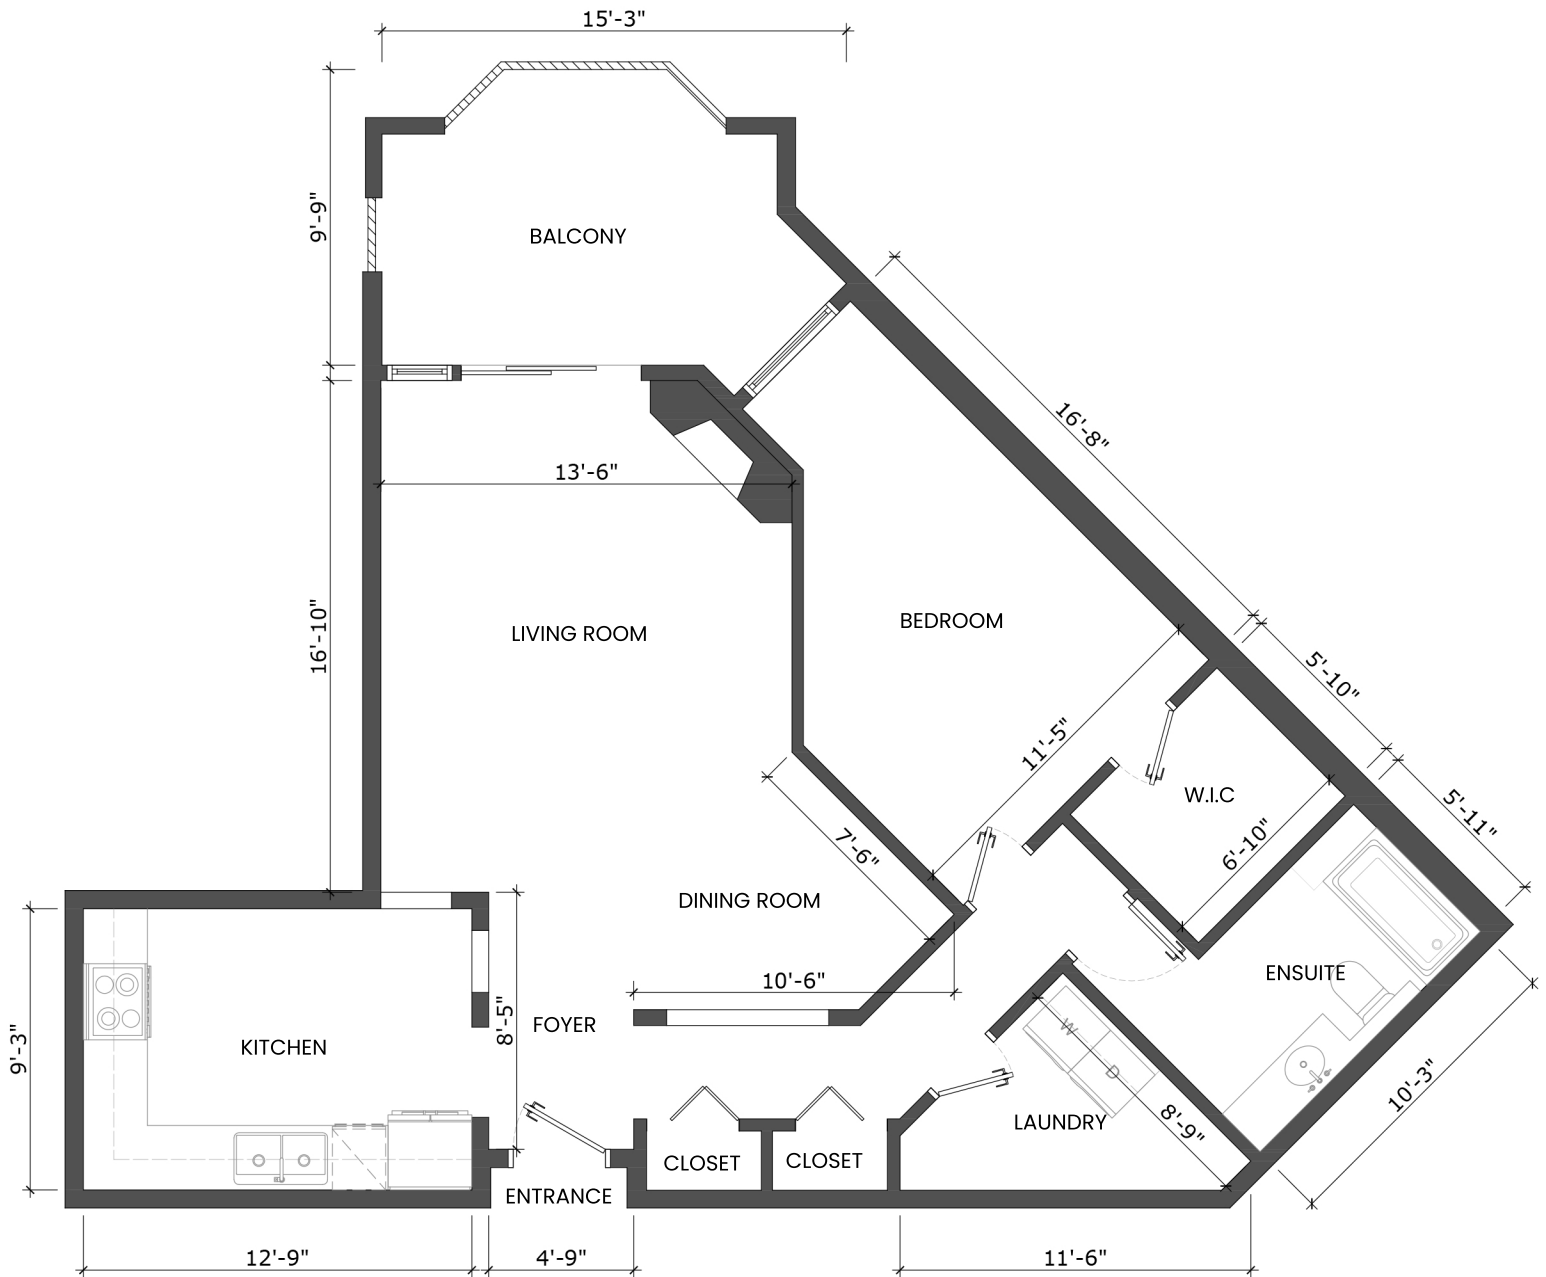 15'-3"
9'-9"
BALCONY
16'-8"
13'-6"
16'-10"
LIVING ROOM
BEDROOM
5'-10"
11'-5"
W.I.C
5'-11"
7'-6"
6'-10"
DINING ROOM
ENSUITE
10'-6"
8'-5"
FOYER
W
9'-3"
KITCHEN
D
10'-3"
LAUNDRY
8'-9"
CLOSET
CLOSET
ENTRANCE
12'-9"
4'-9"
11'-6"